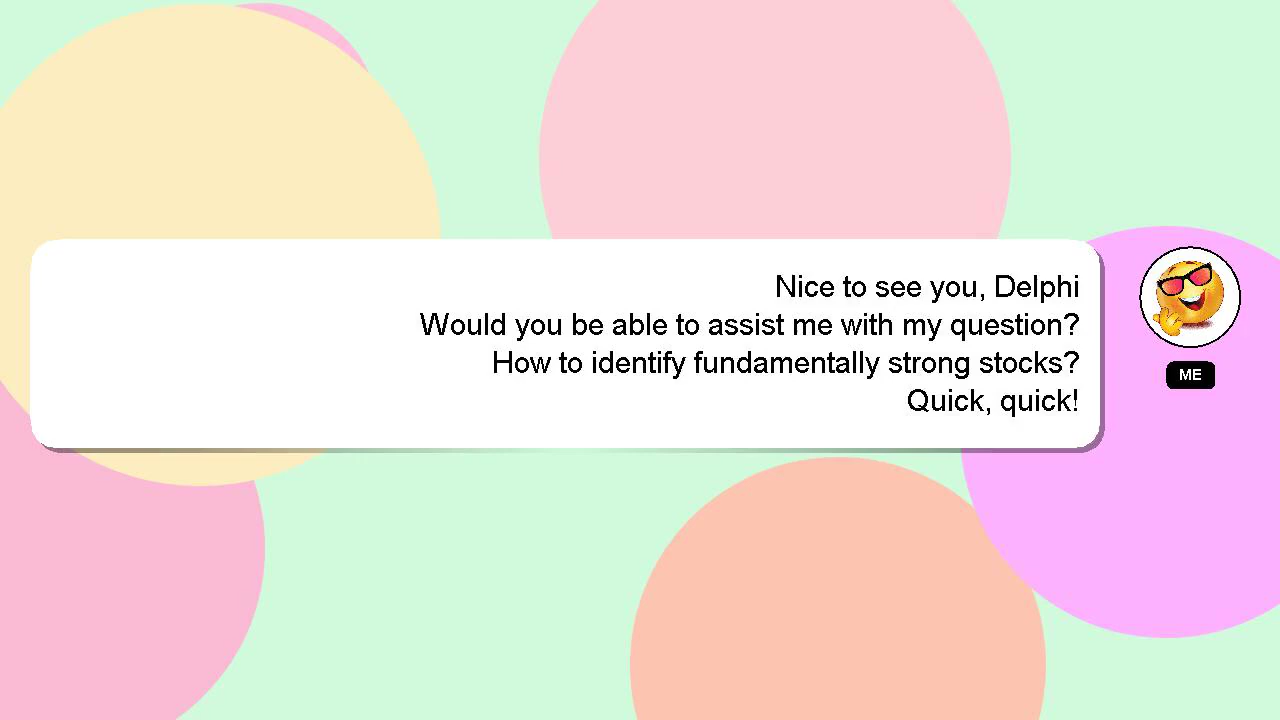 Nice to see you, Delphi
Would you be able to assist me with my question?
How to identify fundamentally strong stocks?
Quick, quick!
ME